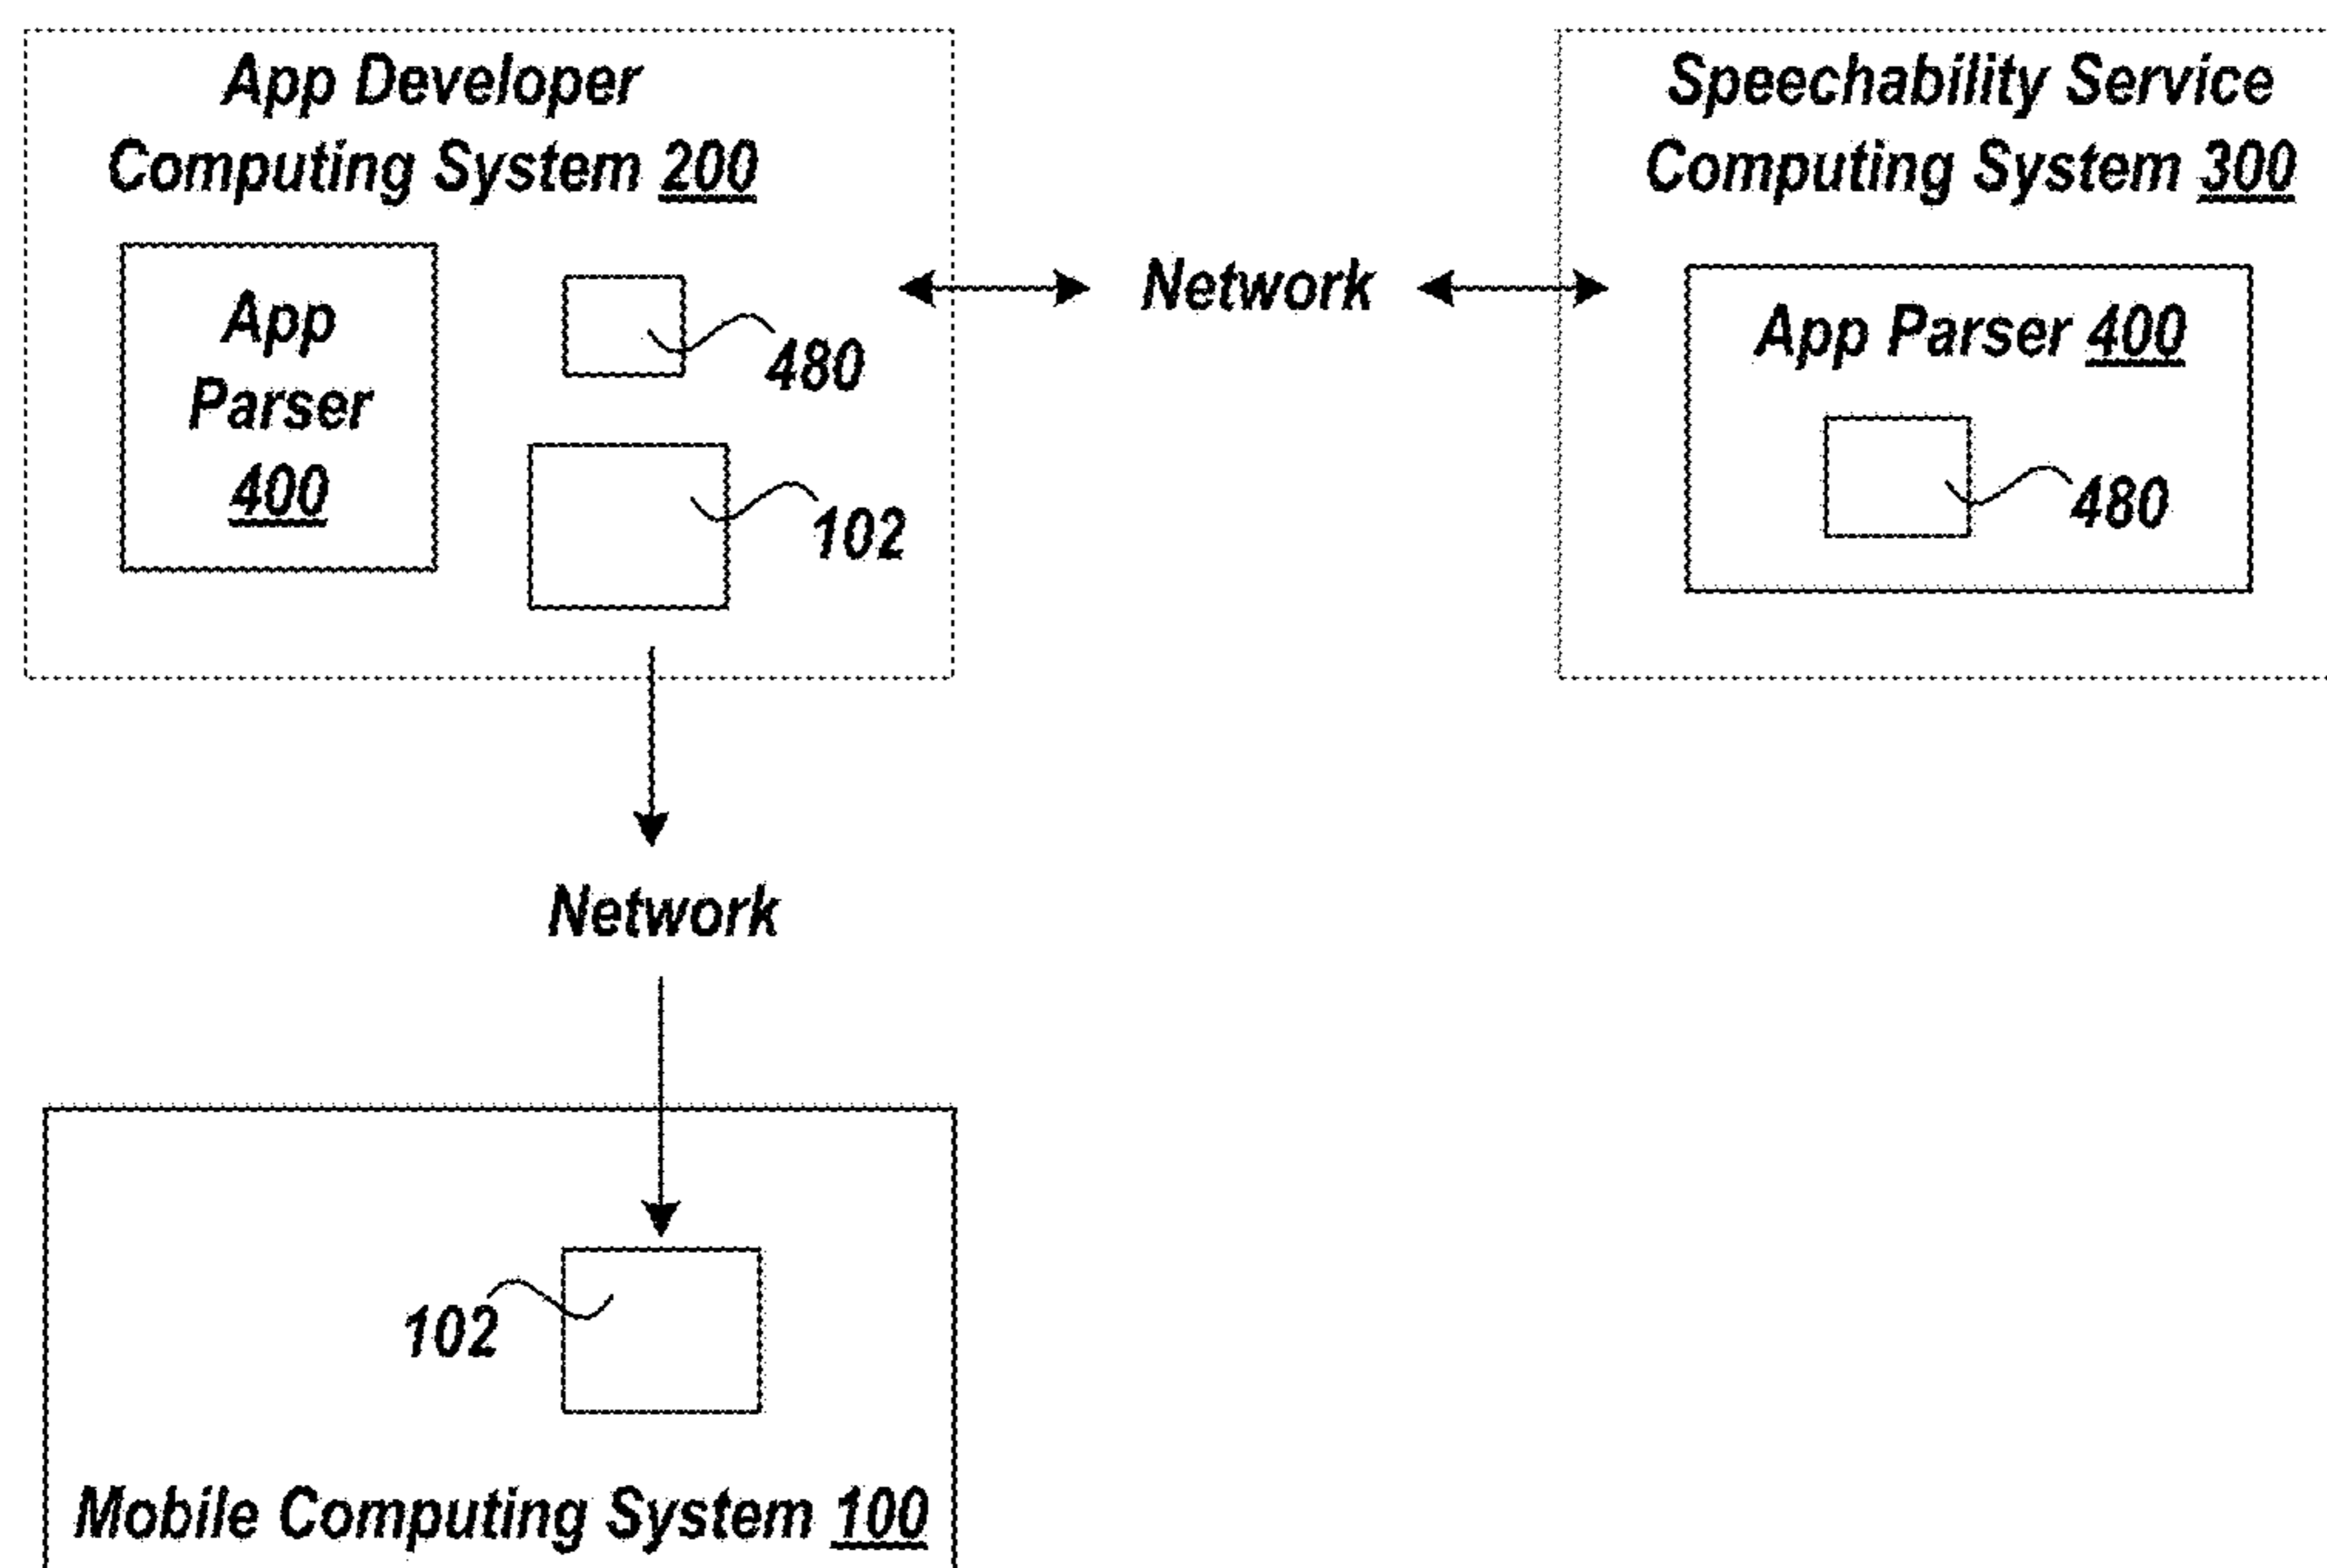 App Developer
Computing System 200
App
Parser
400
480
102
Network
Speechability Service
Computing System 300
App Parser 400
480
Network
102
Mobile Computing System 100